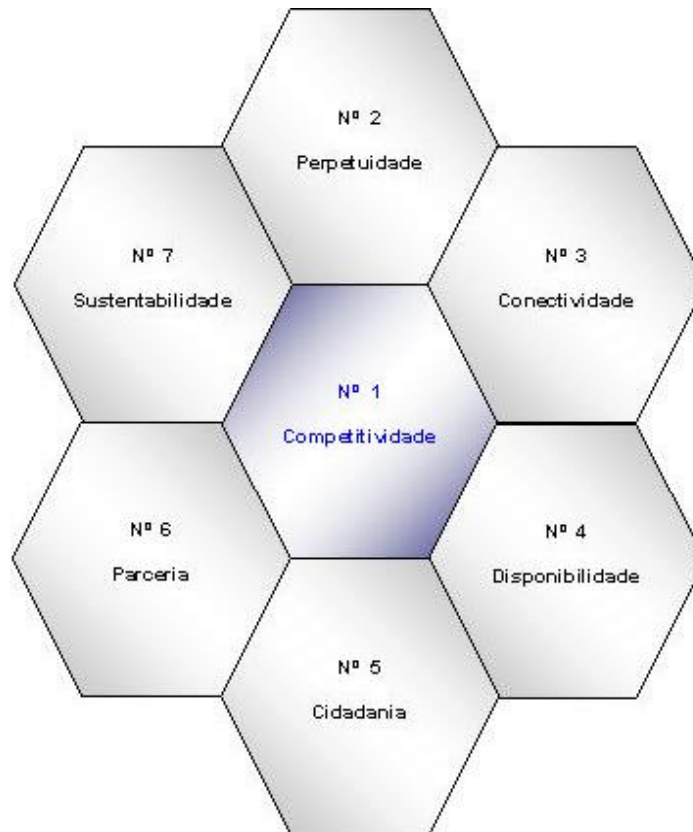 Nº 2
Perpetuidade
Nº 7
Sustentabilidade
Nº 3
Conectividade
Nº 1
Competitividade
Nº 6
Parceria
Nº 4
Disponibilidade
Nº 5
Cidadania